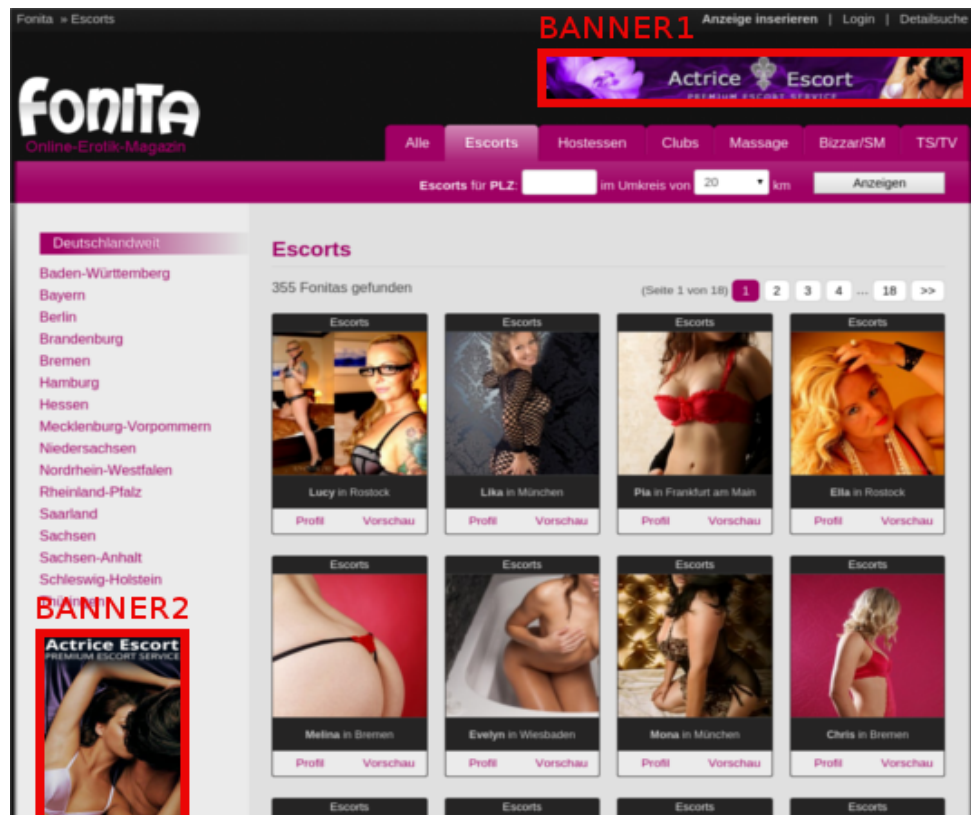 Fonita » Escorts
Anzeige inserieren | Login | Detailsuche
BANNER1
Actrice Escort
PREMIUM ESCORT SERVICE
FONITA
Online-Erotik-Magazin
Alle Escorts Hostessen Clubs Massage Bizzar/SM TS/TV
Escorts für PLZ: im Umkreis von 20 km Anzeigen
Deutschlandweit
Baden-Württemberg
Bayern
Berlin
Brandenburg
Bremen
Hamburg
Hessen
Mecklenburg-Vorpommern
Niedersachsen
Nordrhein-Westfalen
Rheinland-Pfalz
Saarland
Sachsen
Sachsen-Anhalt
Schleswig-Holstein
Thüringen
BANNER2
Actrice Escort
PREMIUM ESCORT SERVICE
Escorts
355 Fonitas gefunden
(Seite 1 von 18) 1 2 3 4 ... 18 >>
Escorts Escorts Escorts Escorts
Lucy in Rostock Lika in München Pia in Frankfurt am Main Ella in Rostock
Profil Vorschau Profil Vorschau Profil Vorschau Profil Vorschau
Escorts Escorts Escorts Escorts
Melina in Bremen Evelyn in Wiesbaden Mona in München Chris in Bremen
Profil Vorschau Profil Vorschau Profil Vorschau Profil Vorschau
Escorts Escorts Escorts Escorts